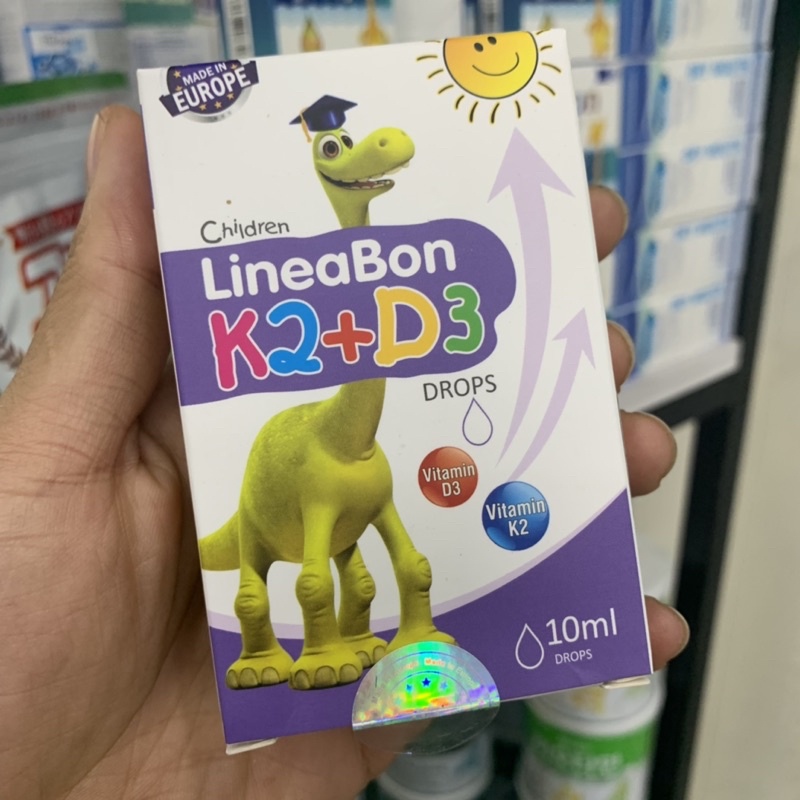 MADE IN
EUROPE
Children
LineaBon
K2+D3
DROPS
Vitamin
D3
Vitamin
K2
10ml
DROPS